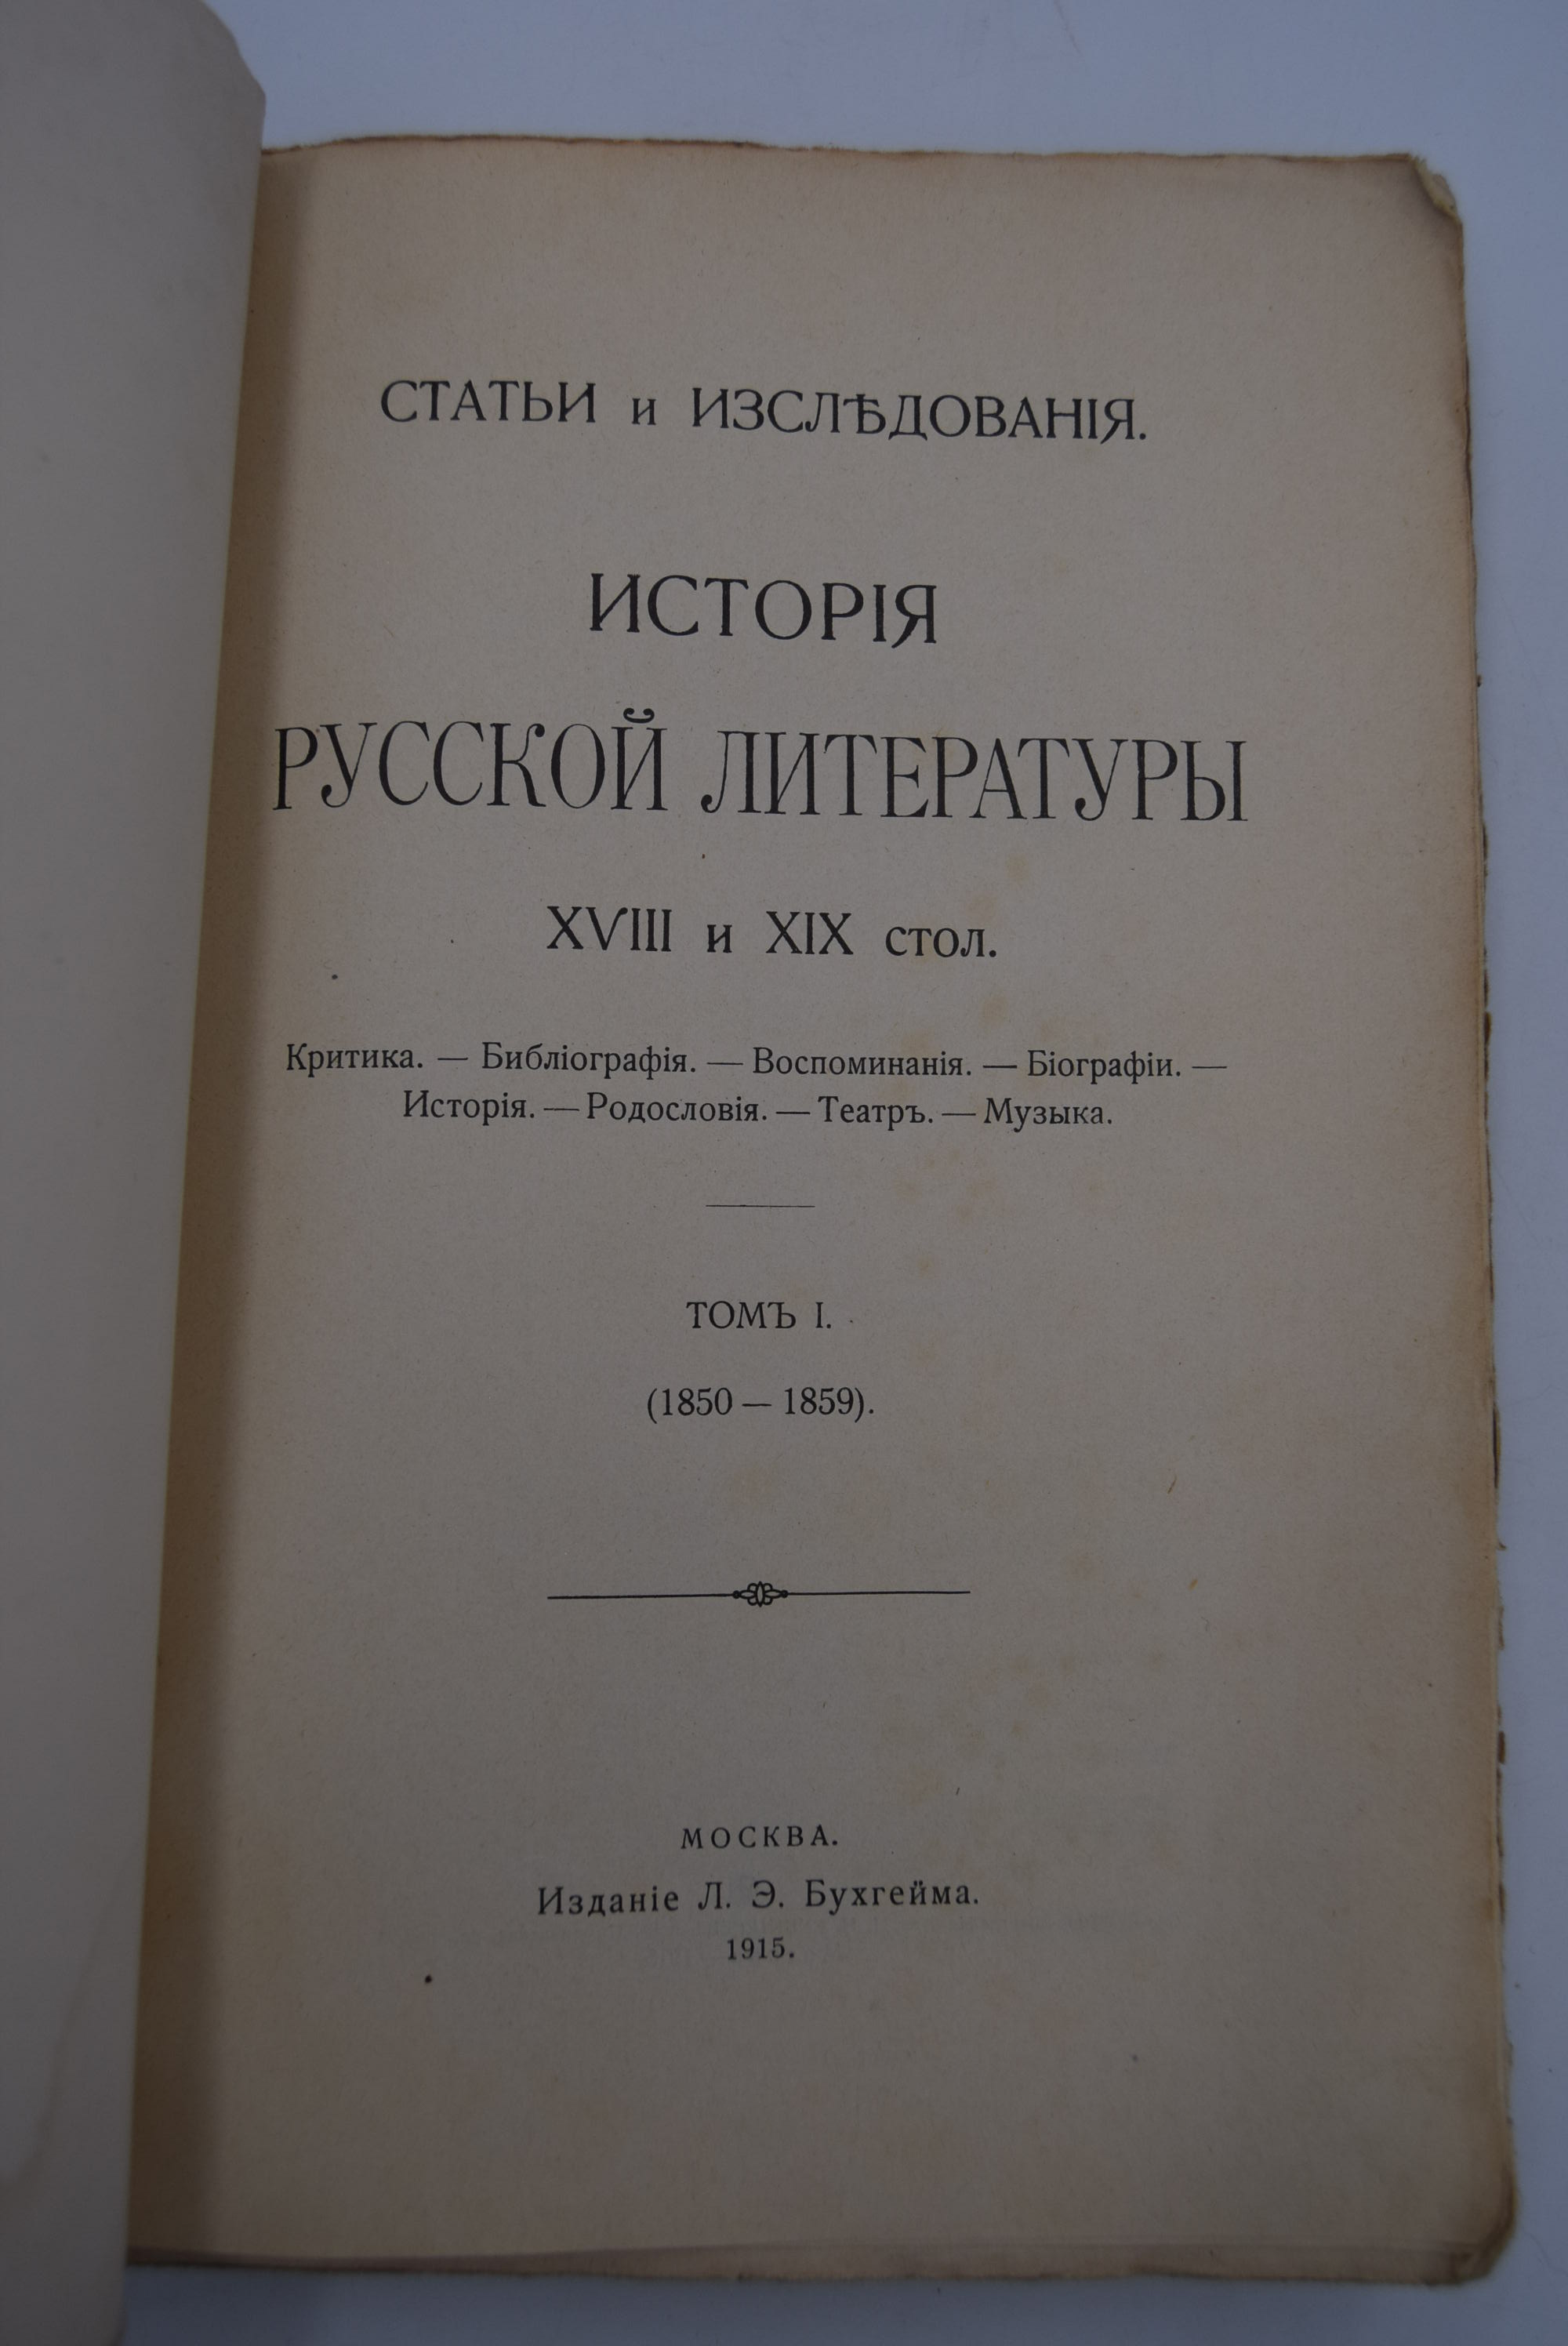 СТАТЬИ и ИЗСЛѢДОВАНІЯ.
ИСТОРІЯ
РУССКОЙ ЛИТЕРАТУРЫ
XVIII и XIX стол.
Критика. — Библіографія. — Воспоминанія. — Біографіи. —
Исторія. — Родословія. — Театръ. — Музыка.
ТОМЪ I.
(1850 — 1859).
МОСКВА.
Изданіе Л. Э. Бухгейма.
1915.